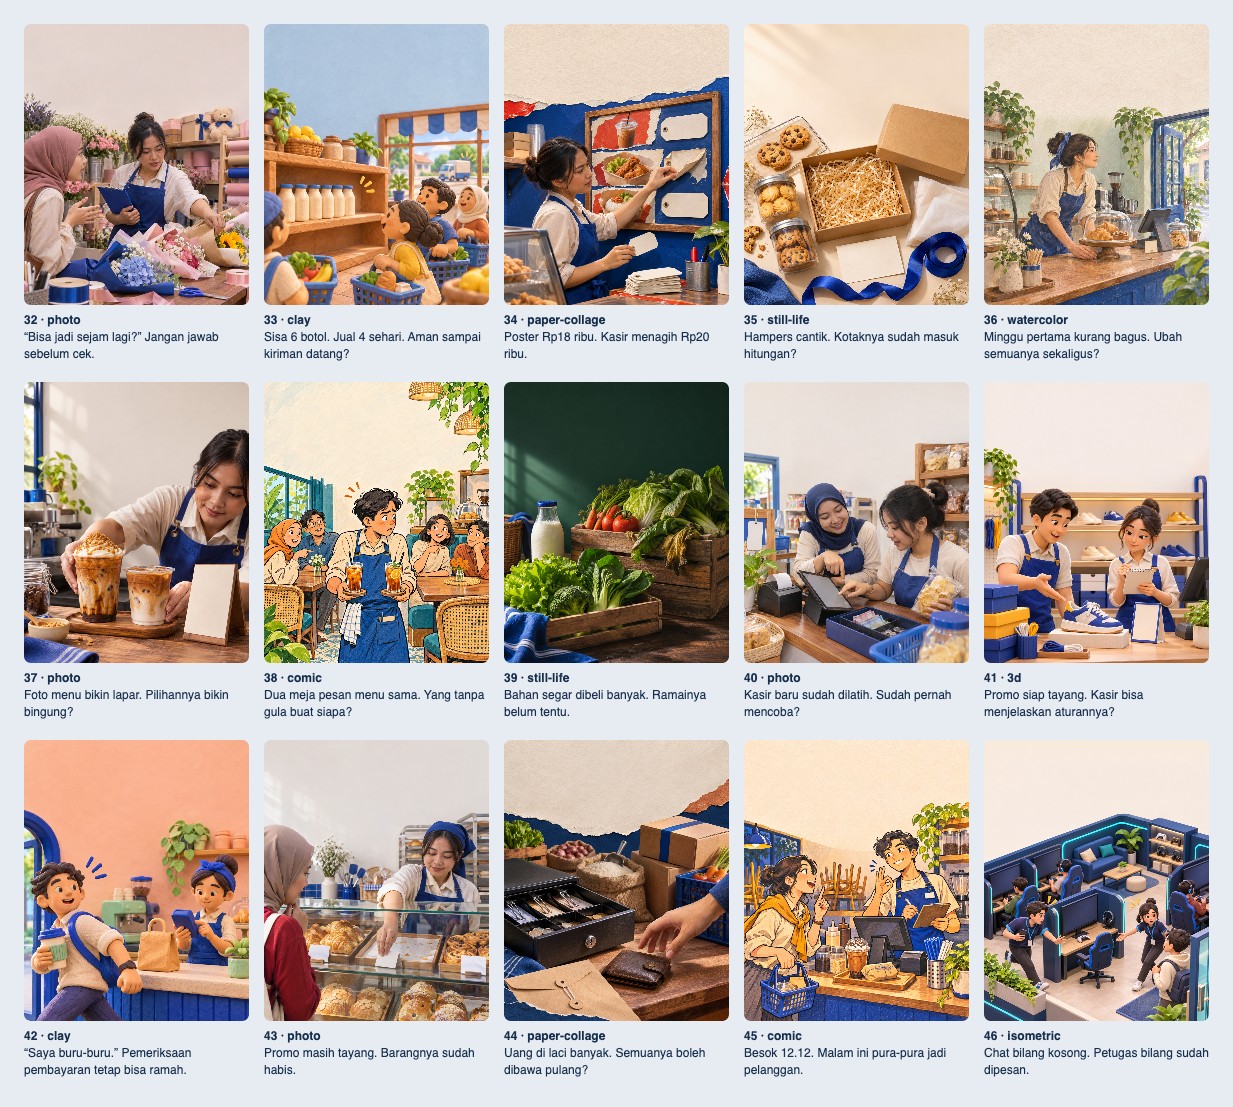 32 · photo
“Bisa jadi sejam lagi?” Jangan jawab
sebelum cek.
33 · clay
Sisa 6 botol. Jual 4 sehari. Aman sampai
kiriman datang?
34 · paper-collage
Poster Rp18 ribu. Kasir menagih Rp20
ribu.
35 · still-life
Hampers cantik. Kotaknya sudah masuk
hitungan?
36 · watercolor
Minggu pertama kurang bagus. Ubah
semuanya sekaligus?
37 · photo
Foto menu bikin lapar. Pilihannya bikin
bingung?
38 · comic
Dua meja pesan menu sama. Yang tanpa
gula buat siapa?
39 · still-life
Bahan segar dibeli banyak. Ramainya
belum tentu.
40 · photo
Kasir baru sudah dilatih. Sudah pernah
mencoba?
41 · 3d
Promo siap tayang. Kasir bisa
menjelaskan aturannya?
42 · clay
“Saya buru-buru.” Pemeriksaan
pembayaran tetap bisa ramah.
43 · photo
Promo masih tayang. Barangnya sudah
habis.
44 · paper-collage
Uang di laci banyak. Semuanya boleh
dibawa pulang?
45 · comic
Besok 12.12. Malam ini pura-pura jadi
pelanggan.
46 · isometric
Chat bilang kosong. Petugas bilang sudah
dipesan.